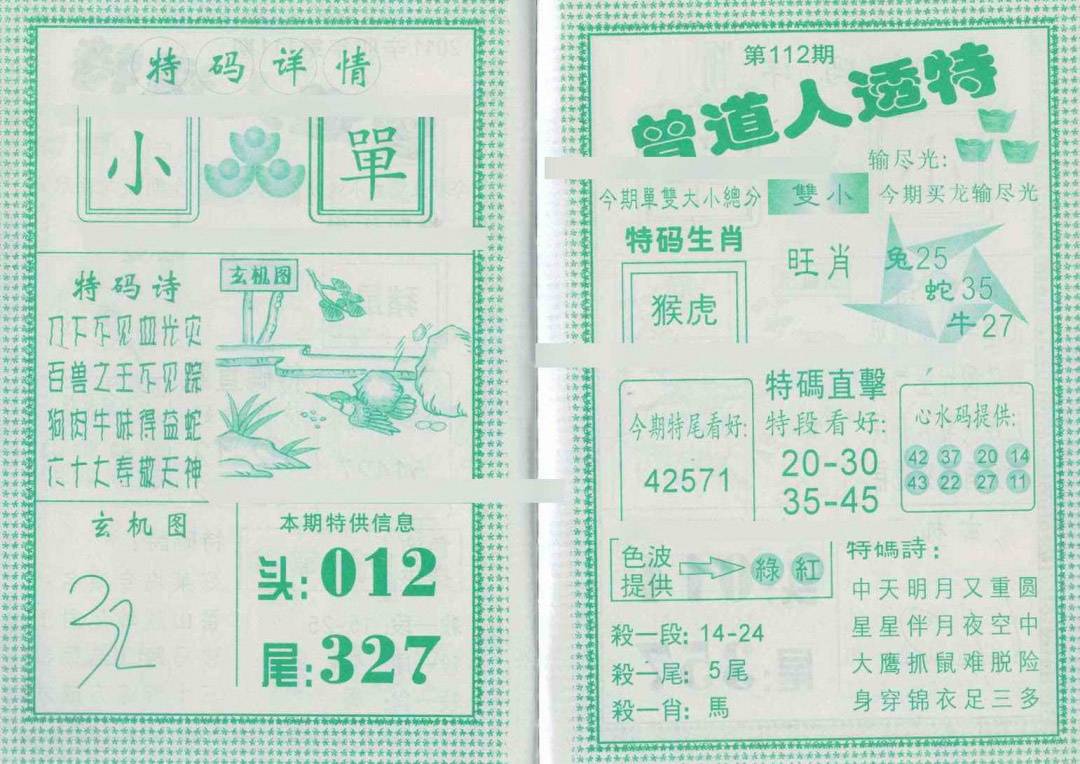 特码详情
小 單
特码诗
刀下不见血光灾
百兽之王不见踪
狗肉牛味得益蛇
六十大寿敬天神
玄机图
玄机图
32
本期特供信息
头:012
尾:327
第112期
曾道人透特
输尽光:
今期單雙大小總分 雙小 今期买龙输尽光
特码生肖
猴虎
旺肖
兔25
蛇35
牛27
今期特尾看好:
42571
特碼直擊
特段看好:
20-30
35-45
心水码提供:
42 37 20 14
43 22 27 11
色波
提供
綠 紅
殺一段: 14-24
殺一尾: 5尾
殺一肖: 馬
特碼詩:
中天明月又重圆
星星伴月夜空中
大鹰抓鼠难脱险
身穿锦衣足三多